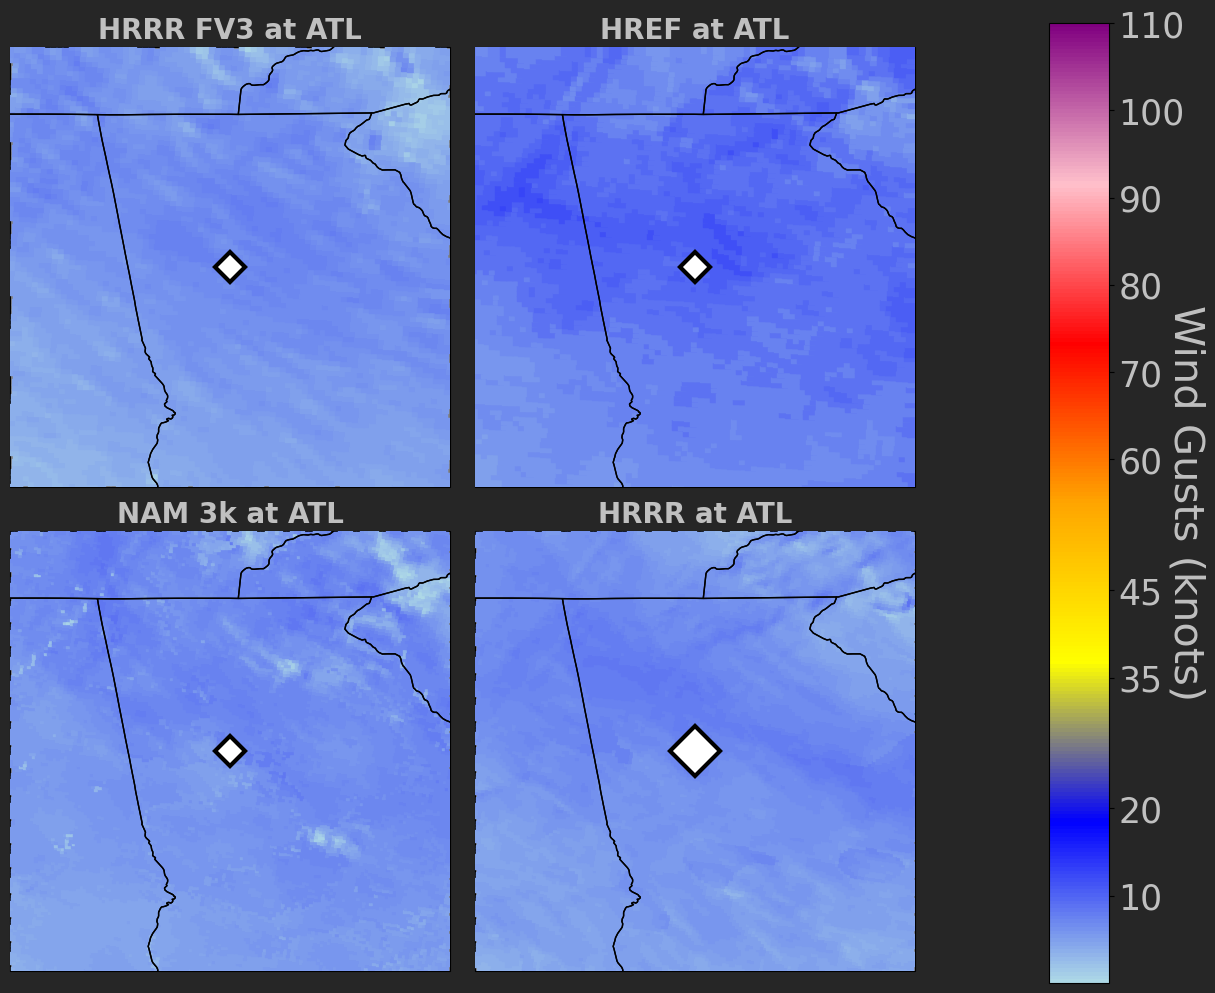 HRRR FV3 at ATL
HREF at ATL
NAM 3k at ATL
HRRR at ATL
110
100
90
80
70
60
45
35
20
10
Wind Gusts (knots)